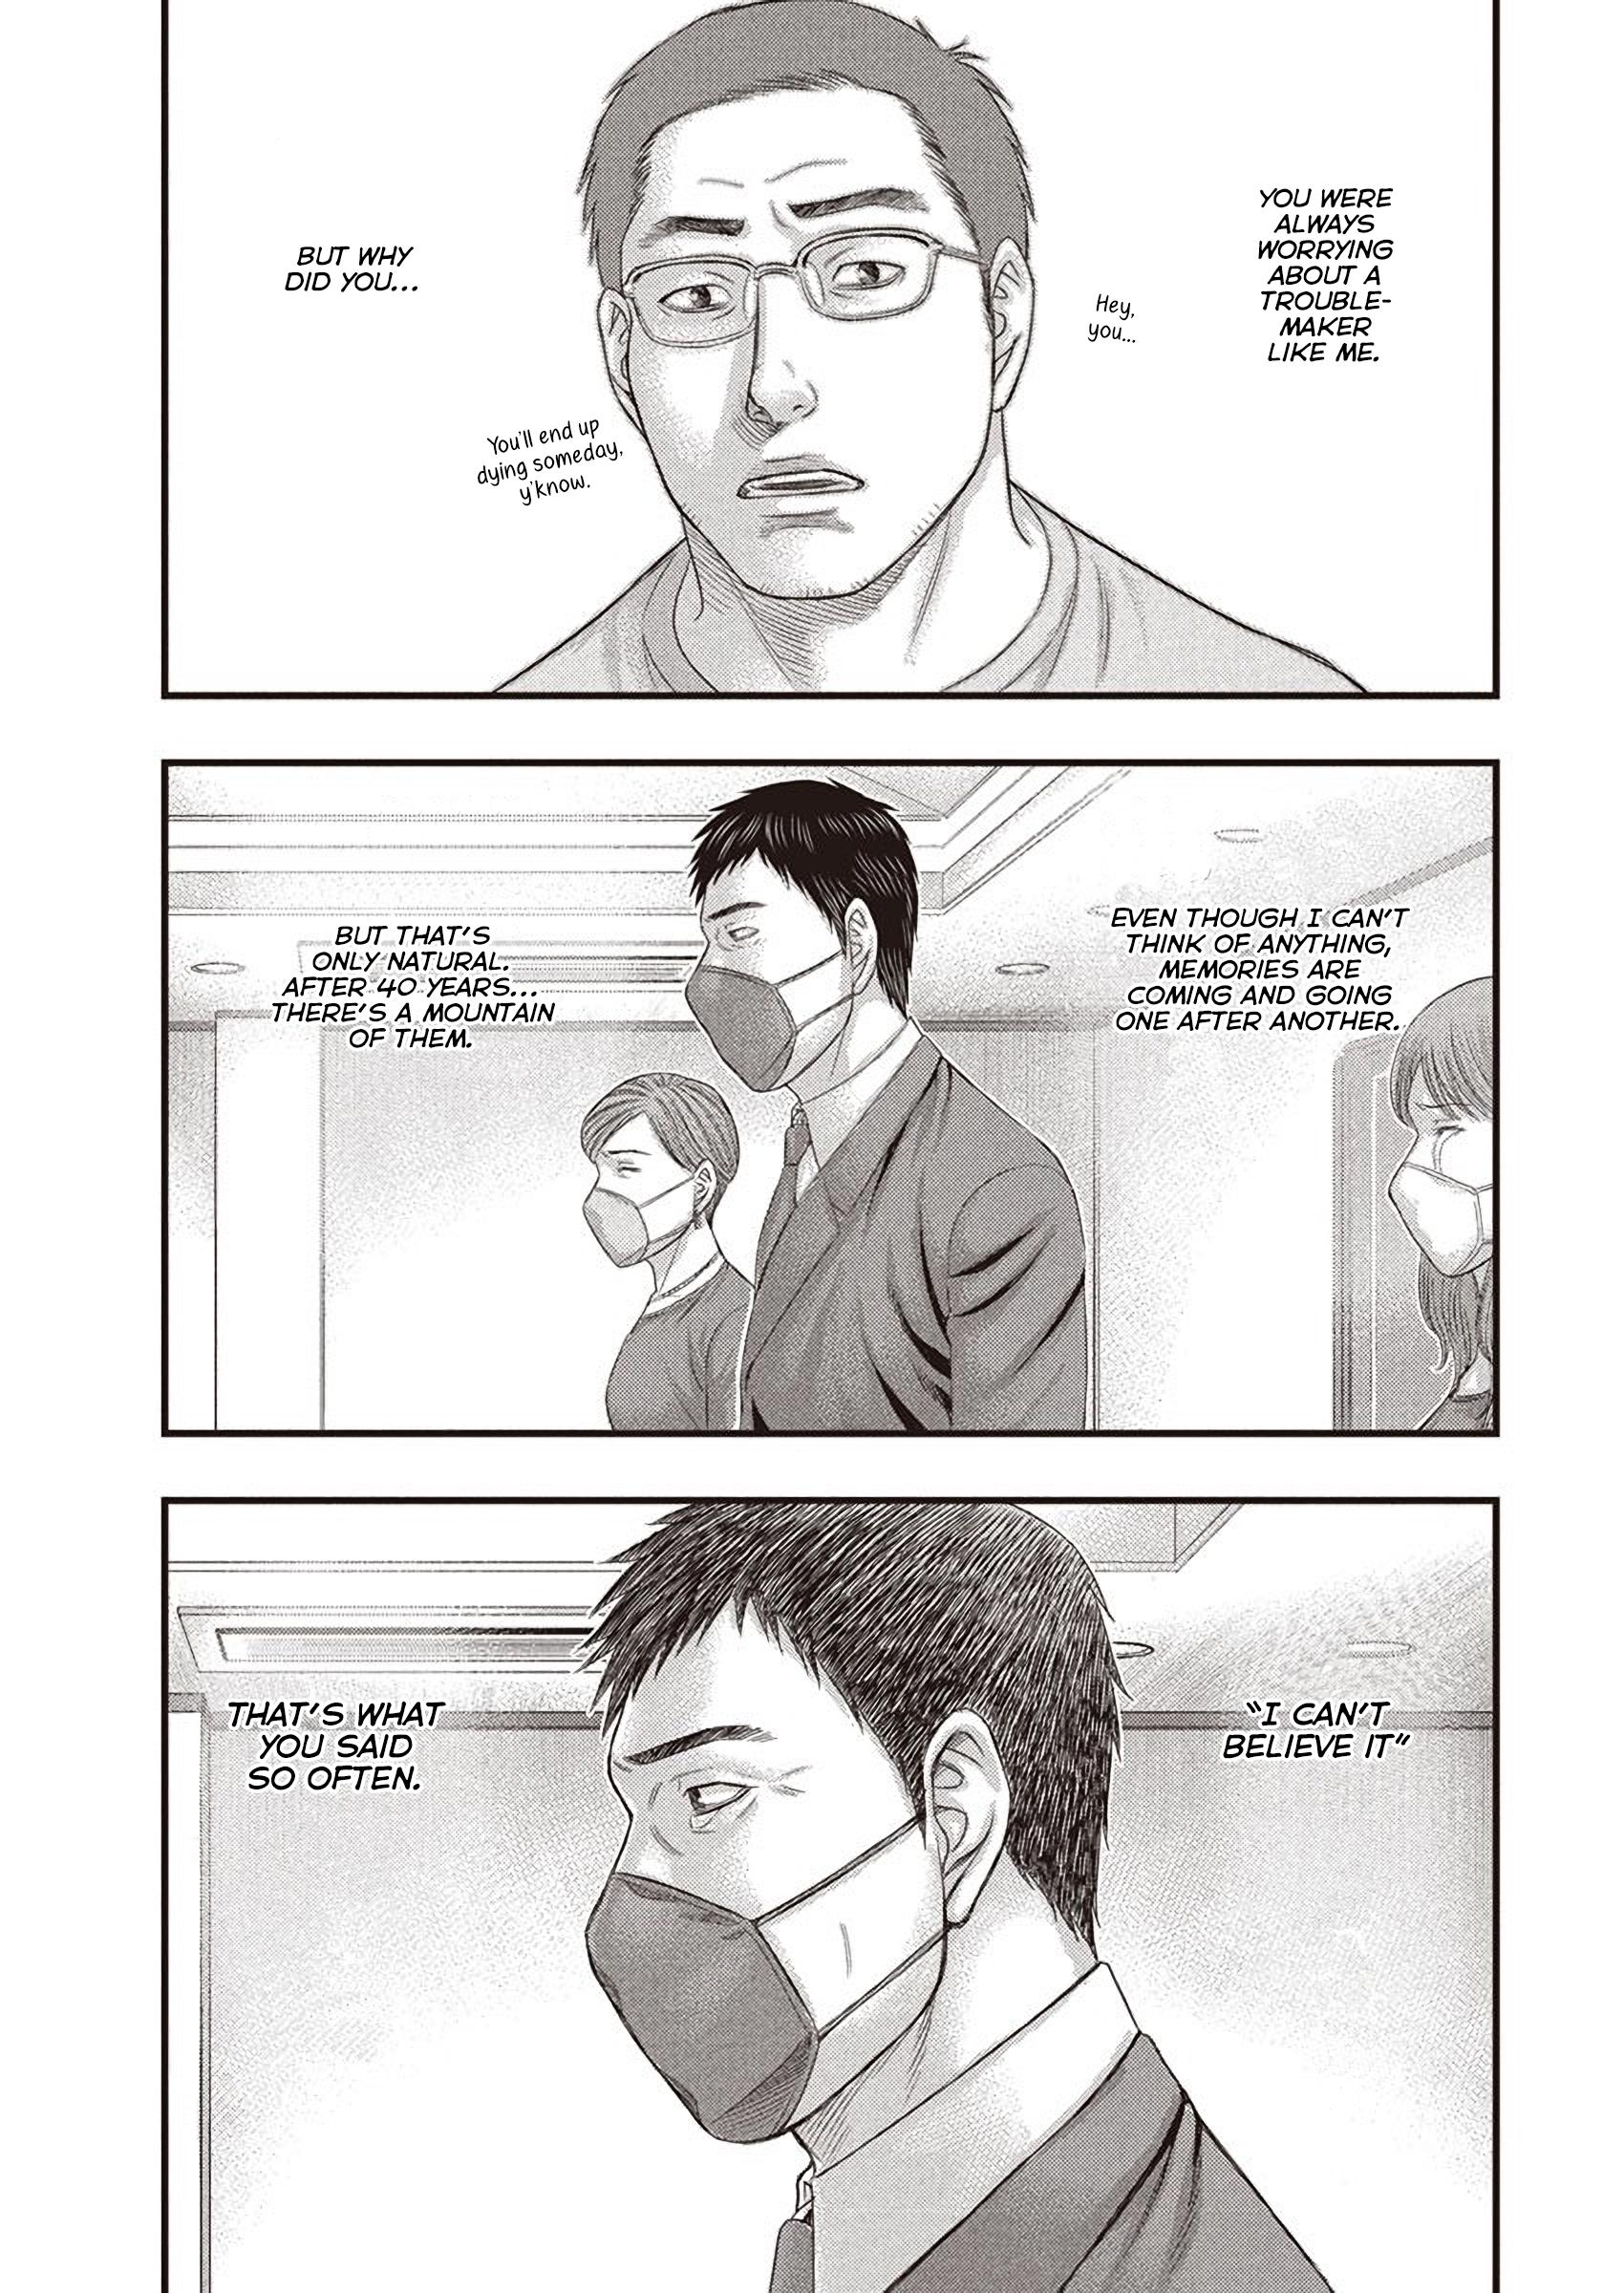 YOU WERE
ALWAYS
WORRYING
ABOUT A
TROUBLE-
MAKER
LIKE ME.
Hey,
you...
You'll end up
dying someday,
y'know.
BUT WHY
DID YOU...
EVEN THOUGH I CAN'T
THINK OF ANYTHING,
MEMORIES ARE
COMING AND GOING
ONE AFTER ANOTHER.
BUT THAT'S
ONLY NATURAL.
AFTER 40 YEARS...
THERE'S A MOUNTAIN
OF THEM.
"I CAN'T
BELIEVE IT"
THAT'S WHAT
YOU SAID
SO OFTEN.